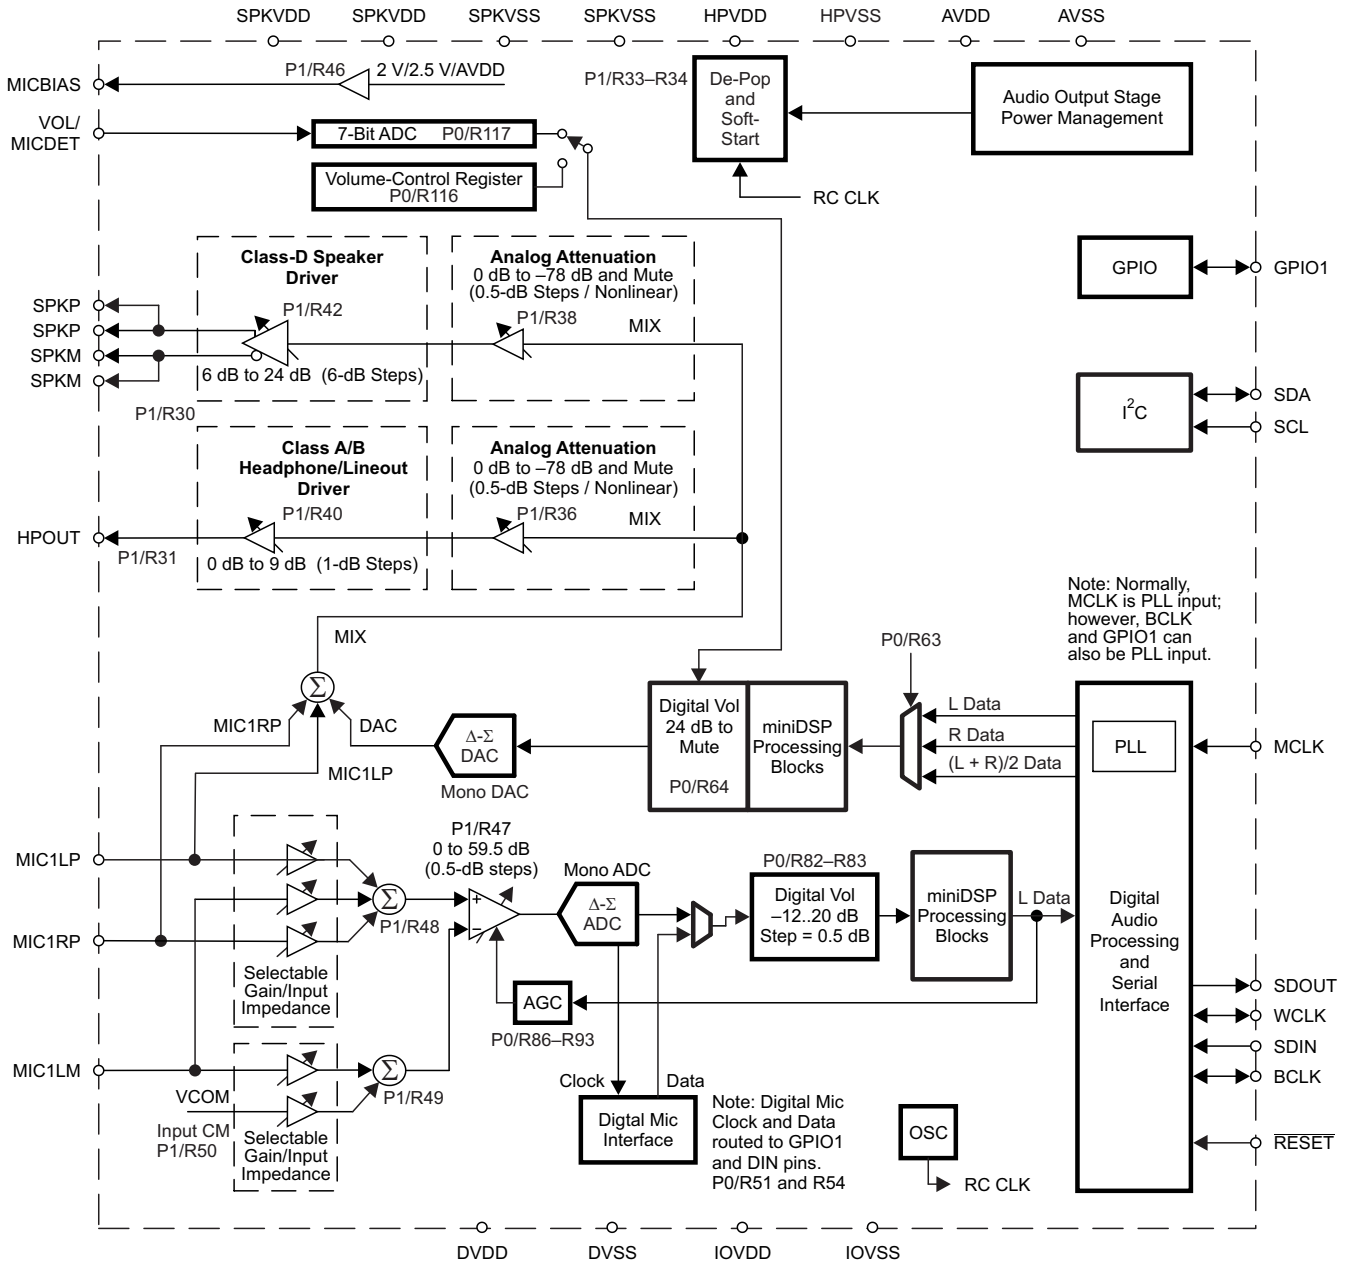 SPKVDD SPKVDD SPKVSS SPKVSS HPVDD HPVSS AVDD AVSS
MICBIAS
P1/R46
2 V/2.5 V/AVDD
P1/R33–R34
De-Pop
and
Soft-
Start
Audio Output Stage
Power Management
VOL/
MICDET
7-Bit ADC P0/R117
Volume-Control Register
P0/R116
RC CLK
Class-D Speaker
Driver
P1/R42
6 dB to 24 dB (6-dB Steps)
Analog Attenuation
0 dB to –78 dB and Mute
(0.5-dB Steps / Nonlinear)
P1/R38
MIX
GPIO
GPIO1
SPKP
SPKP
SPKM
SPKM
P1/R30
I2C
SDA
SCL
Class A/B
Headphone/Lineout
Driver
P1/R40
0 dB to 9 dB (1-dB Steps)
Analog Attenuation
0 dB to –78 dB and Mute
(0.5-dB Steps / Nonlinear)
P1/R36
MIX
HPOUT
P1/R31
Note: Normally,
MCLK is PLL input;
however, BCLK
and GPIO1 can
also be PLL input.
MIX
Σ
MIC1RP
DAC
MIC1LP
Δ-Σ
DAC
Mono DAC
Digital Vol
24 dB to
Mute
P0/R64
miniDSP
Processing
Blocks
P0/R63
L Data
R Data
(L + R)/2 Data
PLL
MCLK
MIC1LP
MIC1RP
Selectable
Gain/Input
Impedance
Σ
P1/R48
P1/R47
0 to 59.5 dB
(0.5-dB steps)
+
–
Mono ADC
Δ-Σ
ADC
P0/R82–R83
Digital Vol
–12..20 dB
Step = 0.5 dB
miniDSP
Processing
Blocks
L Data
Digital
Audio
Processing
and
Serial
Interface
AGC
P0/R86–R93
SDOUT
WCLK
SDIN
BCLK
RESET
MIC1LM
VCOM
Input CM
P1/R50
Selectable
Gain/Input
Impedance
Σ
P1/R49
Clock
Data
Digtal Mic
Interface
Note: Digital Mic
Clock and Data
routed to GPIO1
and DIN pins.
P0/R51 and R54
OSC
RC CLK
DVDD DVSS IOVDD IOVSS